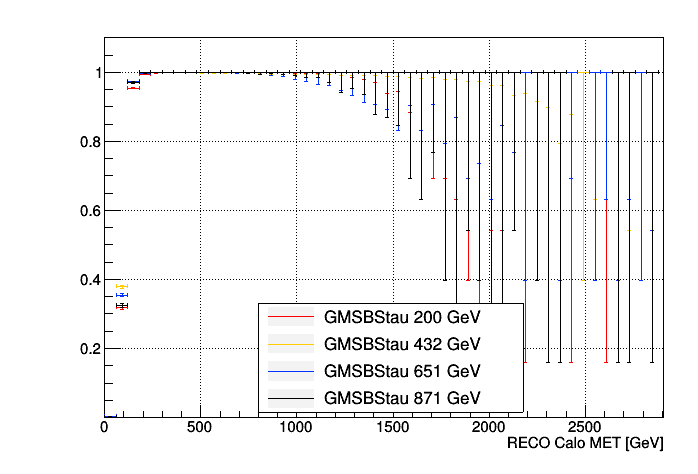 1
0.8
0.6
0.4
0.2
GMSBStau 200 GeV
GMSBStau 432 GeV
GMSBStau 651 GeV
GMSBStau 871 GeV
0 500 1000 1500 2000 2500
RECO Calo MET [GeV]